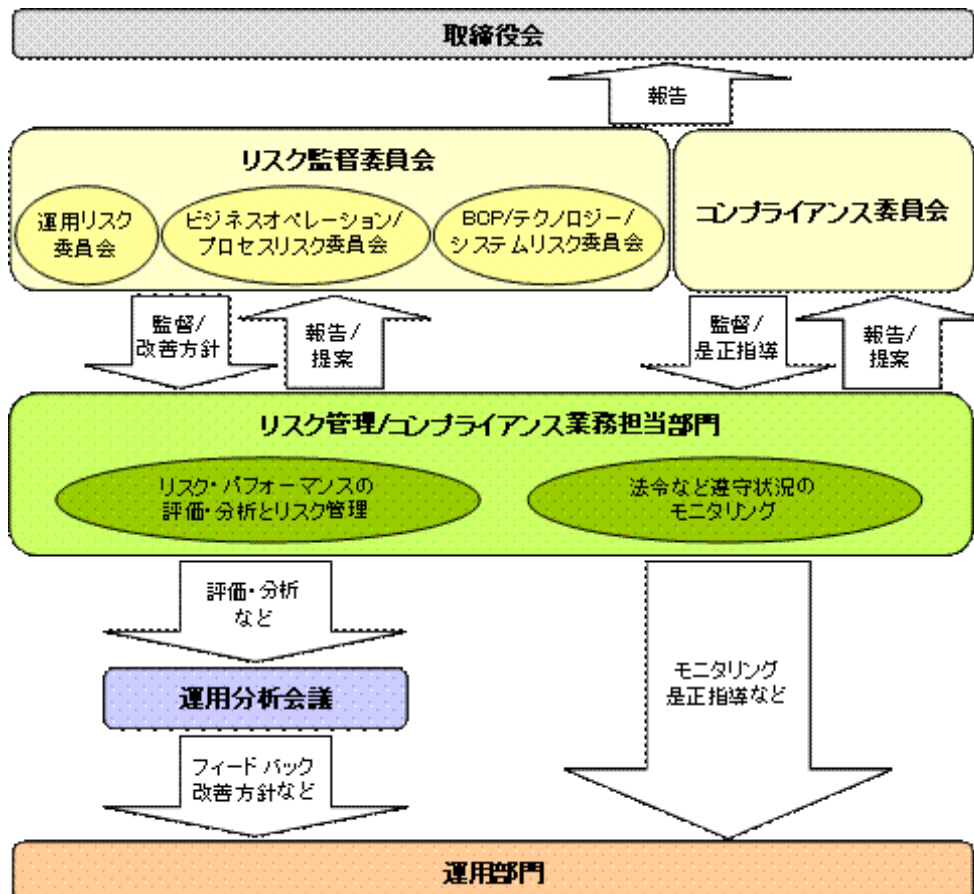 取締役会
報告
リスク監督委員会
運用リスク
委員会
ビジネスオペレーション/
プロセスリスク委員会
BCP/テクノロジー/
システムリスク委員会
コンプライアンス委員会
監督/
改善方針
報告/
提案
監督/
是正指導
報告/
提案
リスク管理/コンプライアンス業務担当部門
リスク・パフォーマンスの
評価・分析とリスク管理
法令など遵守状況の
モニタリング
評価・分析
など
運用分析会議
モニタリング
是正指導など
フィードバック
改善方針など
運用部門